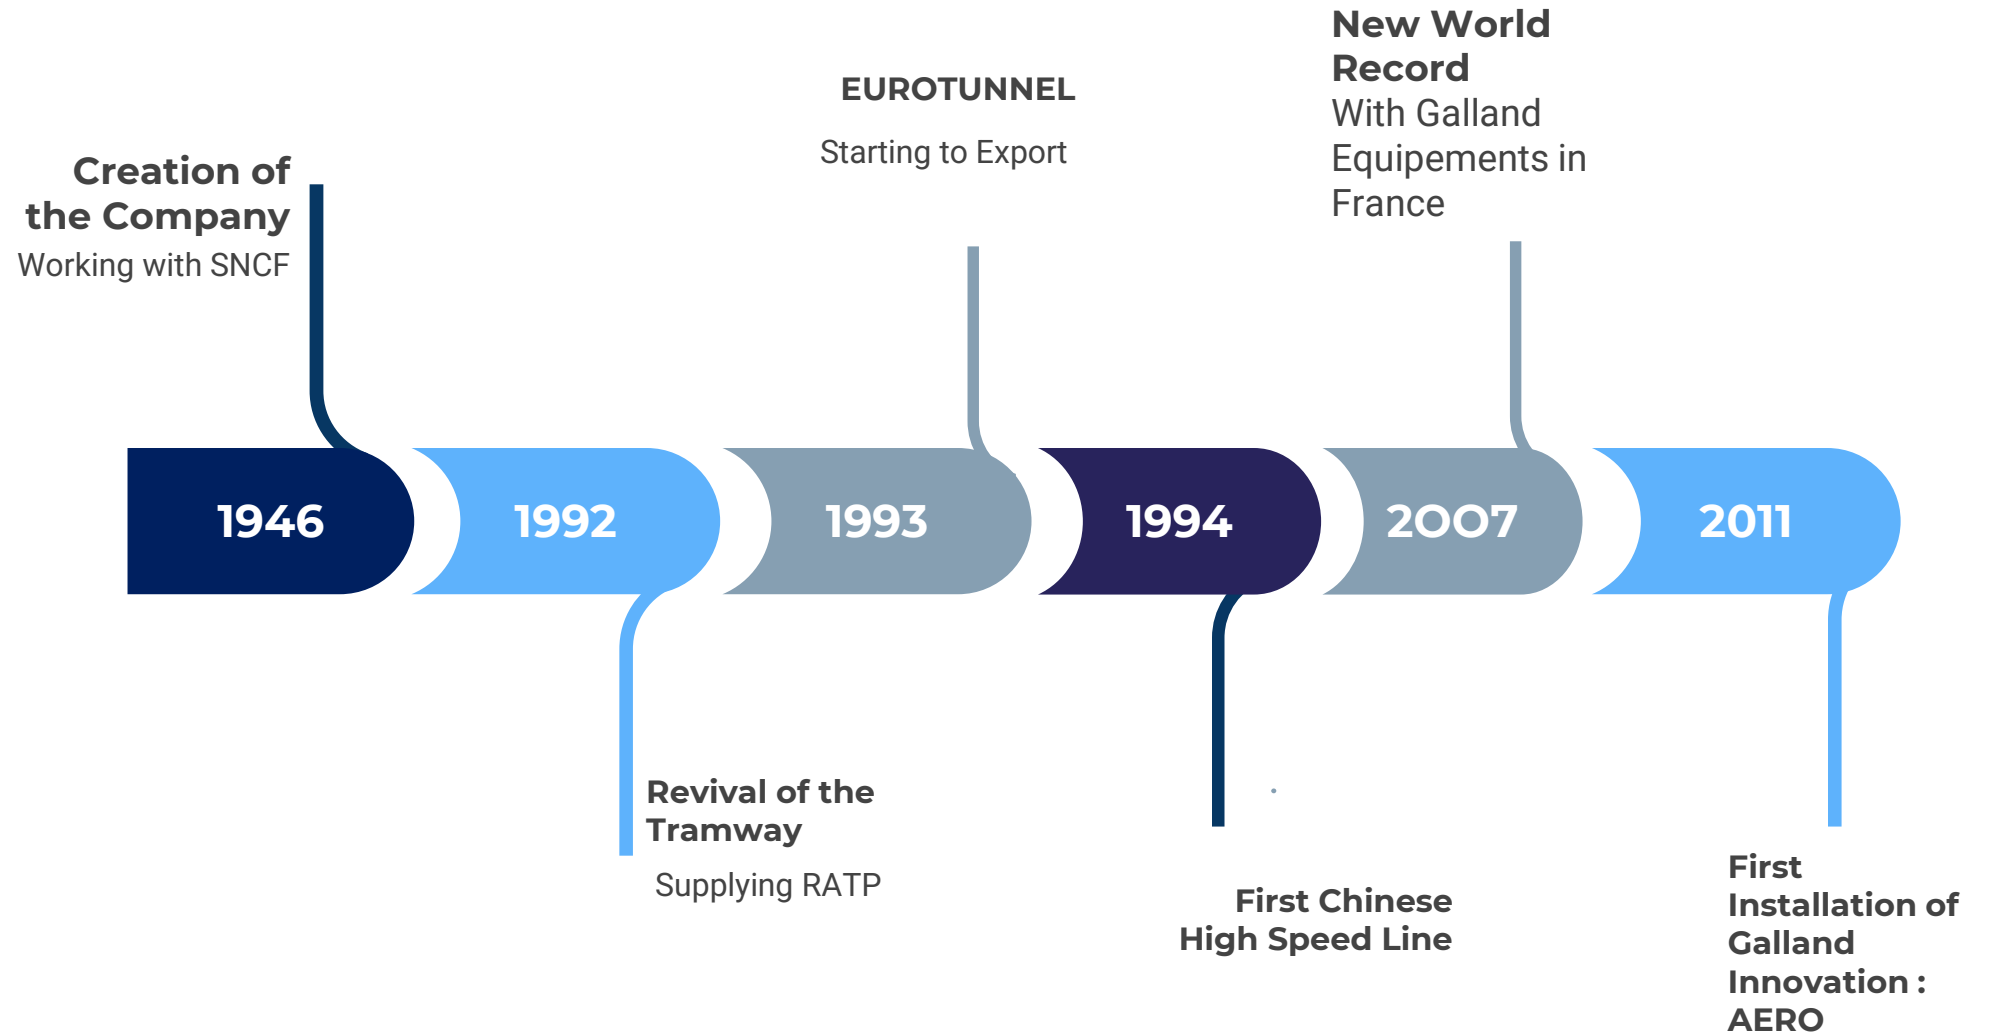 Creation of
the Company
Working with SNCF
EUROTUNNEL
Starting to Export
New World
Record
With Galland
Equipements in
France
1946
1992
1993
1994
2007
2011
Revival of the
Tramway
Supplying RATP
First Chinese
High Speed Line
First
Installation of
Galland
Innovation :
AERO